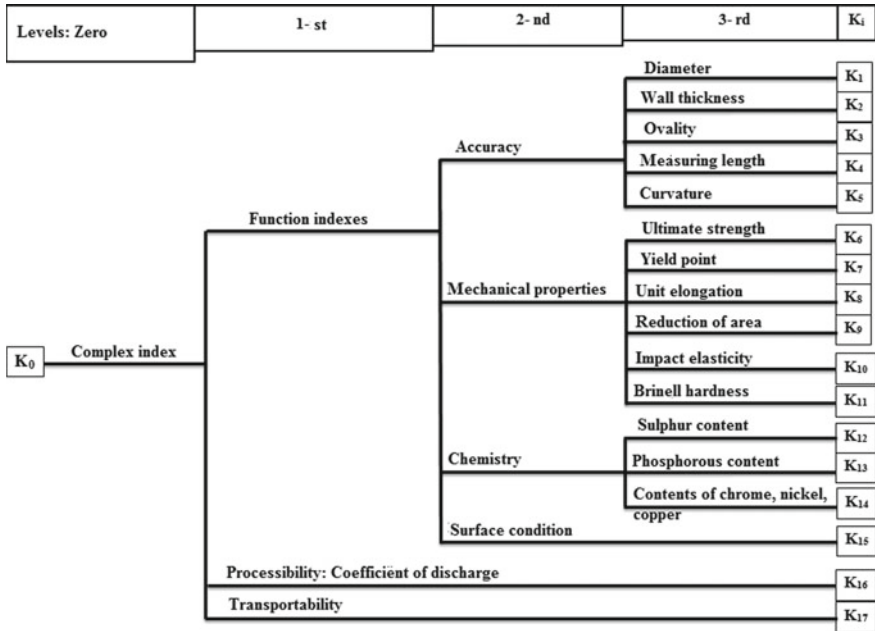 Levels: Zero 1- st 2- nd 3- rd Ki
Diameter K1
Wall thickness K2
Ovality K3
Accuracy
Measuring length K4
Curvature K5
Function indexes
Ultimate strength K6
Yield point K7
Mechanical properties Unit elongation K8
Reduction of area K9
K0 Complex index
Impact elasticity K10
Brinell hardness K11
Sulphur content K12
Chemistry Phosphorous content K13
Contents of chrome, nickel, K14
copper
Surface condition K15
Processibility: Coefficient of discharge K16
Transportability K17